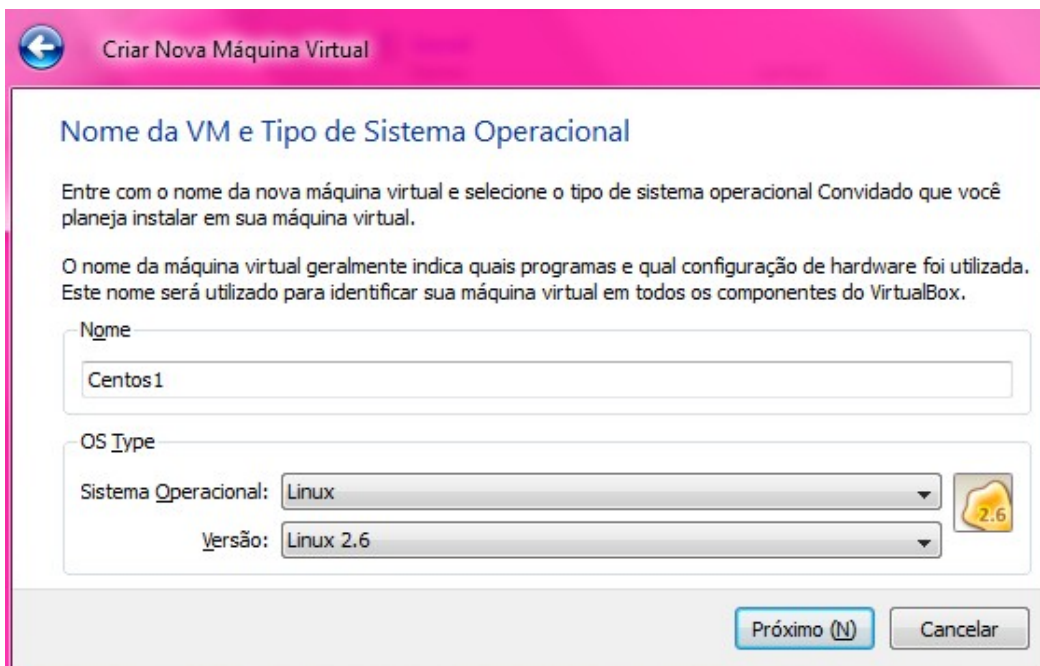 Criar Nova Máquina Virtual
Nome da VM e Tipo de Sistema Operacional
Entre com o nome da nova máquina virtual e selecione o tipo de sistema operacional Convidado que você
planeja instalar em sua máquina virtual.
O nome da máquina virtual geralmente indica quais programas e qual configuração de hardware foi utilizada.
Este nome será utilizado para identificar sua máquina virtual em todos os componentes do VirtualBox.
Nome
Centos1
OS Type
Sistema Operacional: Linux
2.6
Versão: Linux 2.6
Próximo (N) Cancelar